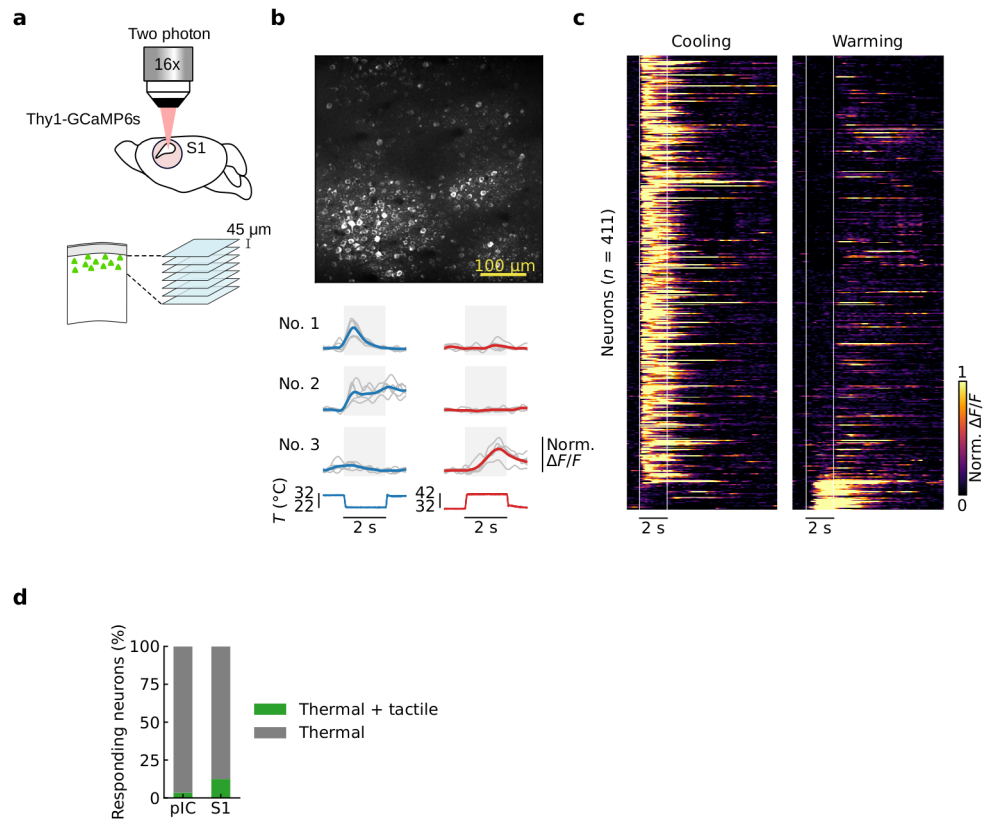 a
Two photon
16x
Thy1-GCaMP6s
S1
45 µm
b
100 µm
No. 1
No. 2
No. 3
Norm.
ΔF/F
T (°C)
32
22
42
32
2 s
2 s
c
Cooling
Warming
Neurons (n = 411)
2 s
2 s
1
0
Norm. ΔF/F
d
Responding neurons (%)
100
75
50
25
0
pIC
S1
Thermal + tactile
Thermal